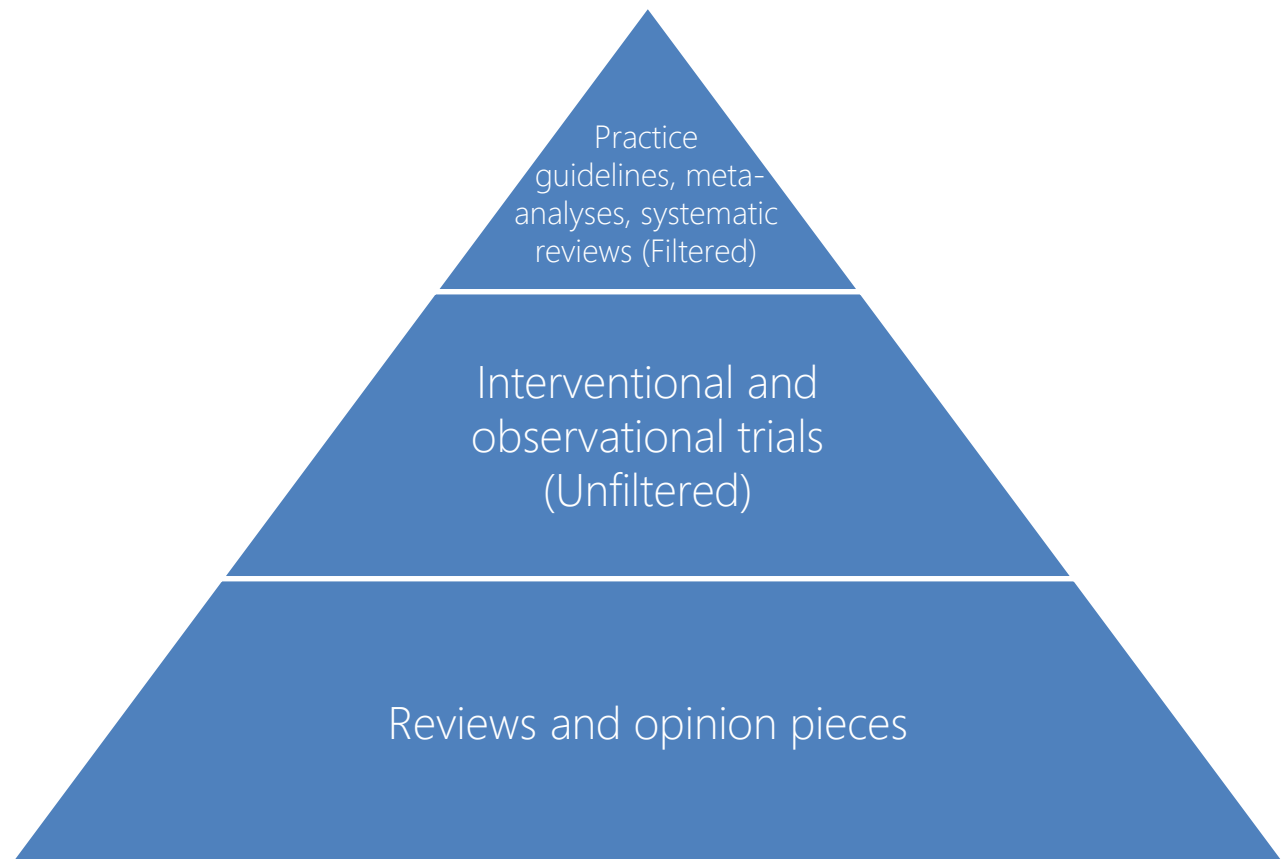 Practice
guidelines, meta-
analyses, systematic
reviews (Filtered)
Interventional and
observational trials
(Unfiltered)
Reviews and opinion pieces